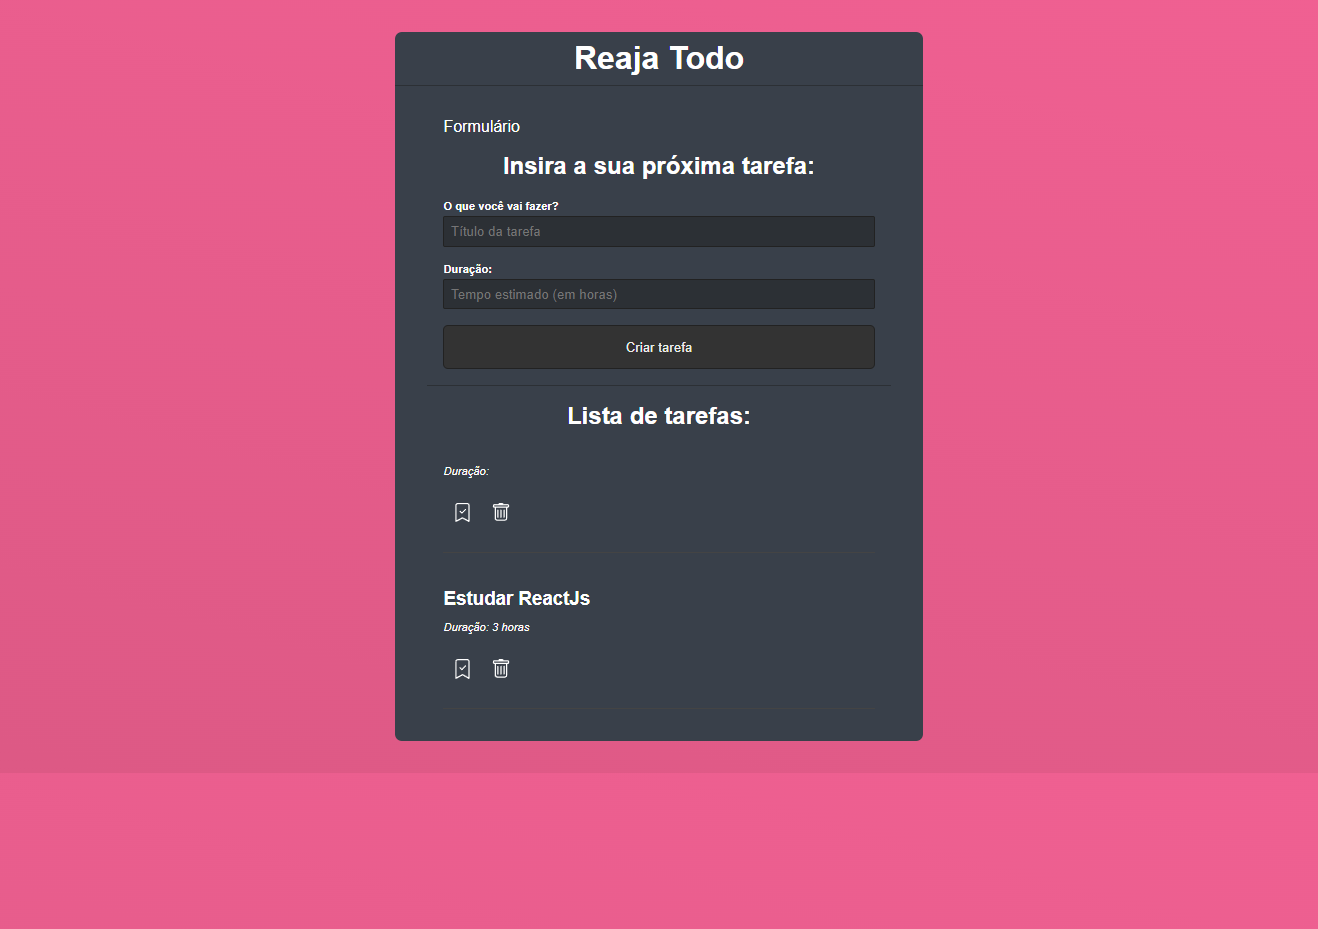 Reaja Todo
Formulário
Insira a sua próxima tarefa:
O que você vai fazer?
Título da tarefa
Duração:
Tempo estimado (em horas)
Criar tarefa
Lista de tarefas:
Duração:
Estudar ReactJs
Duração: 3 horas